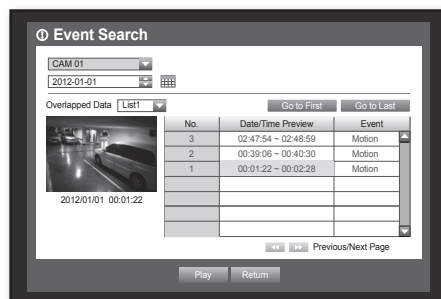 Event Search
CAM 01
2012-01-01
Overlapped Data List1 Go to First Go to Last
No. Date/Time Preview Event
3 02:47:54 ~ 02:48:59 Motion
2 00:39:06 ~ 00:40:30 Motion
1 00:01:22 ~ 00:02:28 Motion
2012/01/01 00:01:22
Previous/Next Page
Play Return